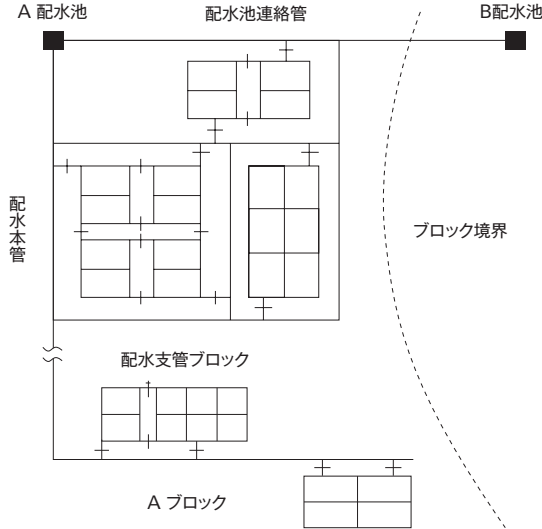 A 配水池
配水池連絡管
B配水池
配水本管
ブロック境界
配水支管ブロック
A ブロック